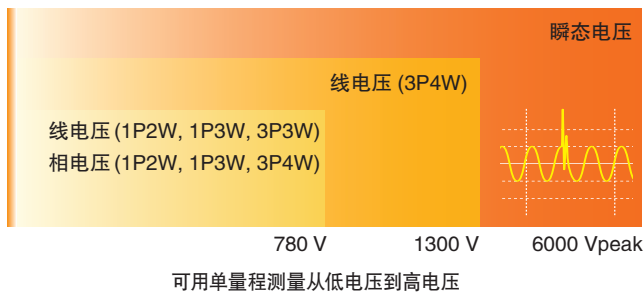 瞬态电压
线电压 (3P4W)
线电压 (1P2W, 1P3W, 3P3W)
相电压 (1P2W, 1P3W, 3P4W)
780 V 1300 V 6000 Vpeak
可用单量程测量从低电压到高电压